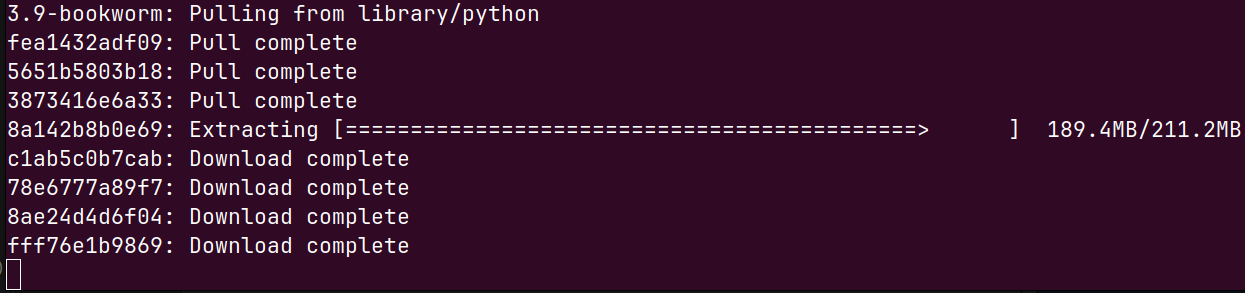 3.9-bookworm: Pulling from library/python
fea1432adf09: Pull complete
5651b5803b18: Pull complete
3873416e6a33: Pull complete
8a142b8b0e69: Extracting [============================================>      ]  189.4MB/211.2MB
c1ab5c0b7cab: Download complete
78e6777a89f7: Download complete
8ae24d4d6f04: Download complete
fff76e1b9869: Download complete